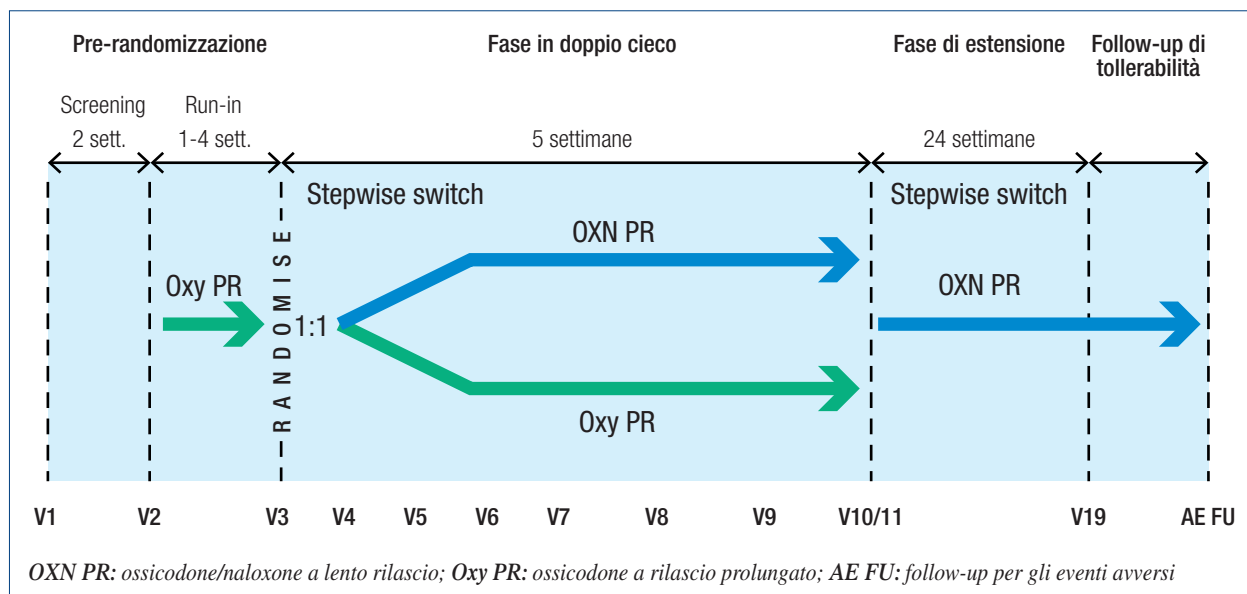 Pre-randomizzazione
Fase in doppio cieco
Fase di estensione
Follow-up di
tollerabilità
Screening
2 sett.
Run-in
1-4 sett.
5 settimane
24 settimane
Stepwise switch
Stepwise switch
OXN PR
Oxy PR
RANDOMISE
1:1
OXN PR
Oxy PR
V1
V2
V3
V4
V5
V6
V7
V8
V9
V10/11
V19
AE FU
OXN PR: ossicodone/naloxone a lento rilascio; Oxy PR: ossicodone a rilascio prolungato; AE FU: follow-up per gli eventi avversi